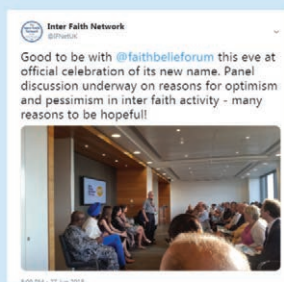 Inter Faith Network
@IFNetUK
Good to be with @faithbelieforum this eve at
official celebration of its new name. Panel
discussion underway on reasons for optimism
and pessimism in inter faith activity - many
reasons to be hopeful!